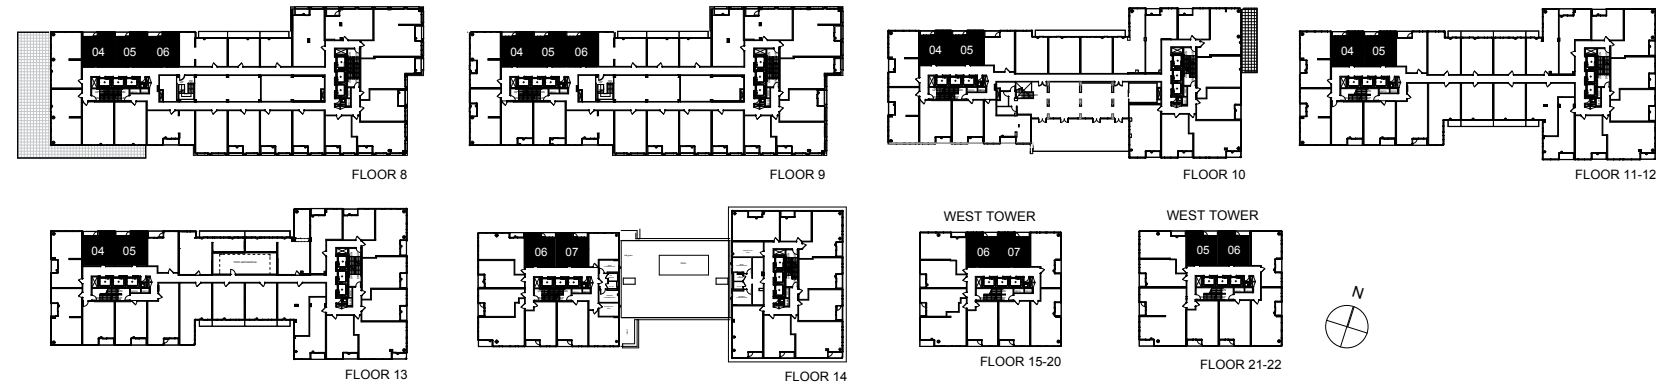 04 05 06
FLOOR 8
04 05 06
FLOOR 9
04 05
FLOOR 10
04 05
FLOOR 11-12
04 05
FLOOR 13
06 07
FLOOR 14
WEST TOWER
06 07
FLOOR 15-20
WEST TOWER
05 06
FLOOR 21-22
N